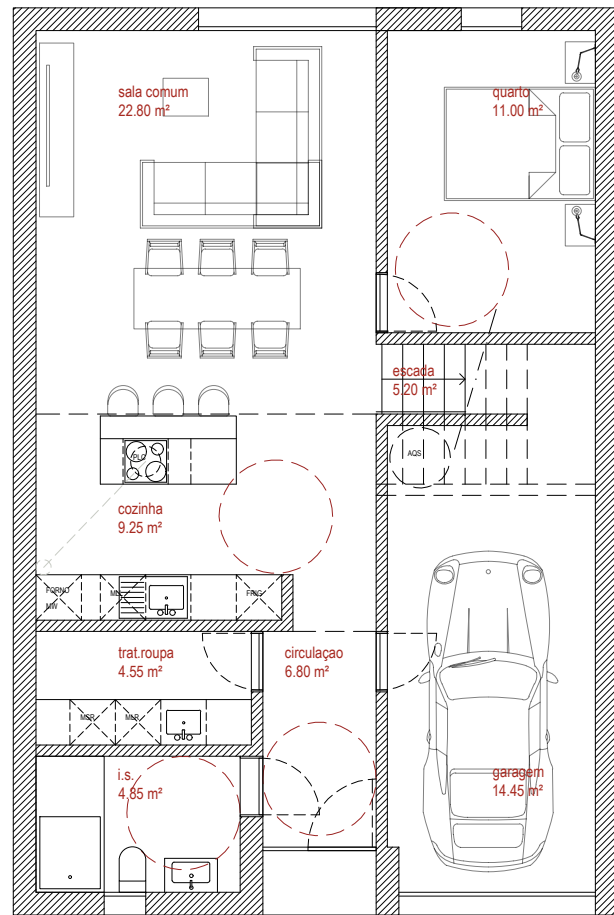 sala comum
22.80 m²
quarto
11.00 m²
escada
5.20 m²
AQS
PLC
cozinha
9.25 m²
FORNO
MW
ML
FRIG
trat.roupa
4.55 m²
circulaçao
6.80 m²
MSR
MLR
i.s.
4.85 m²
garagem
14.45 m²